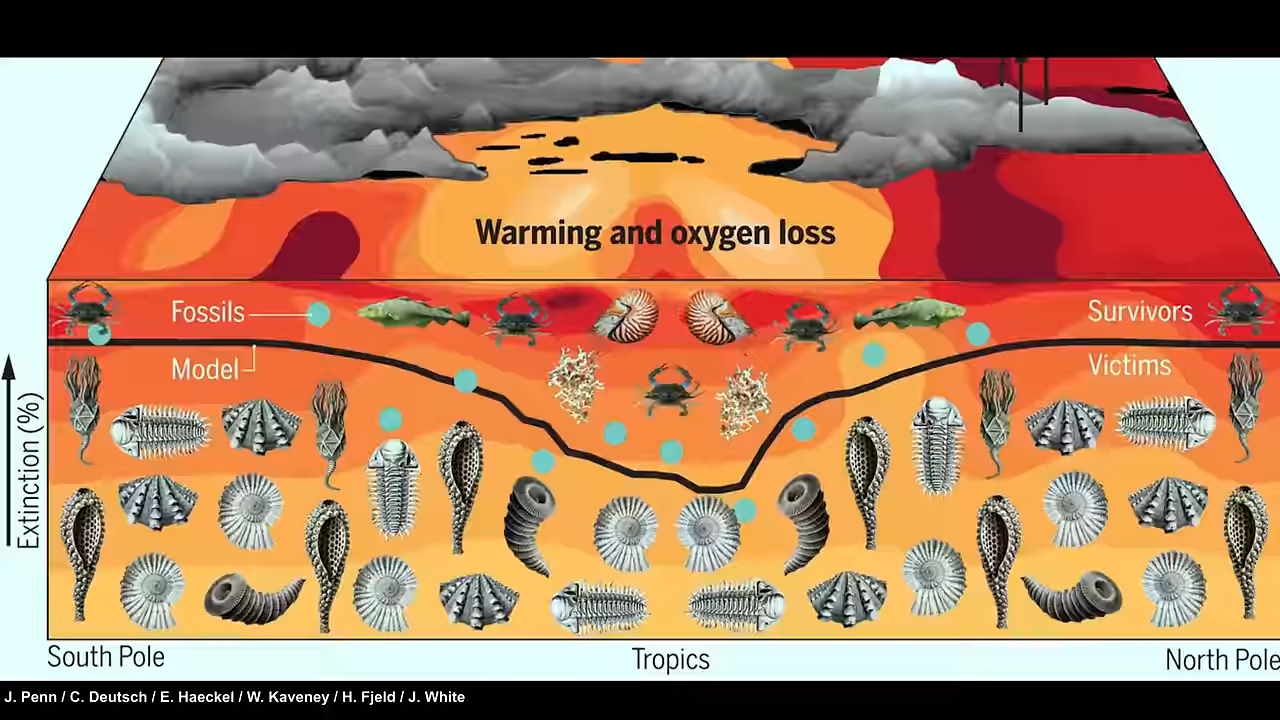 Warming and oxygen loss
Fossils
Survivors
Model
Victims
Extinction (%)
South Pole
Tropics
North Pole
J. Penn / C. Deutsch / E. Haeckel / W. Kaveney / H. Fjeld / J. White